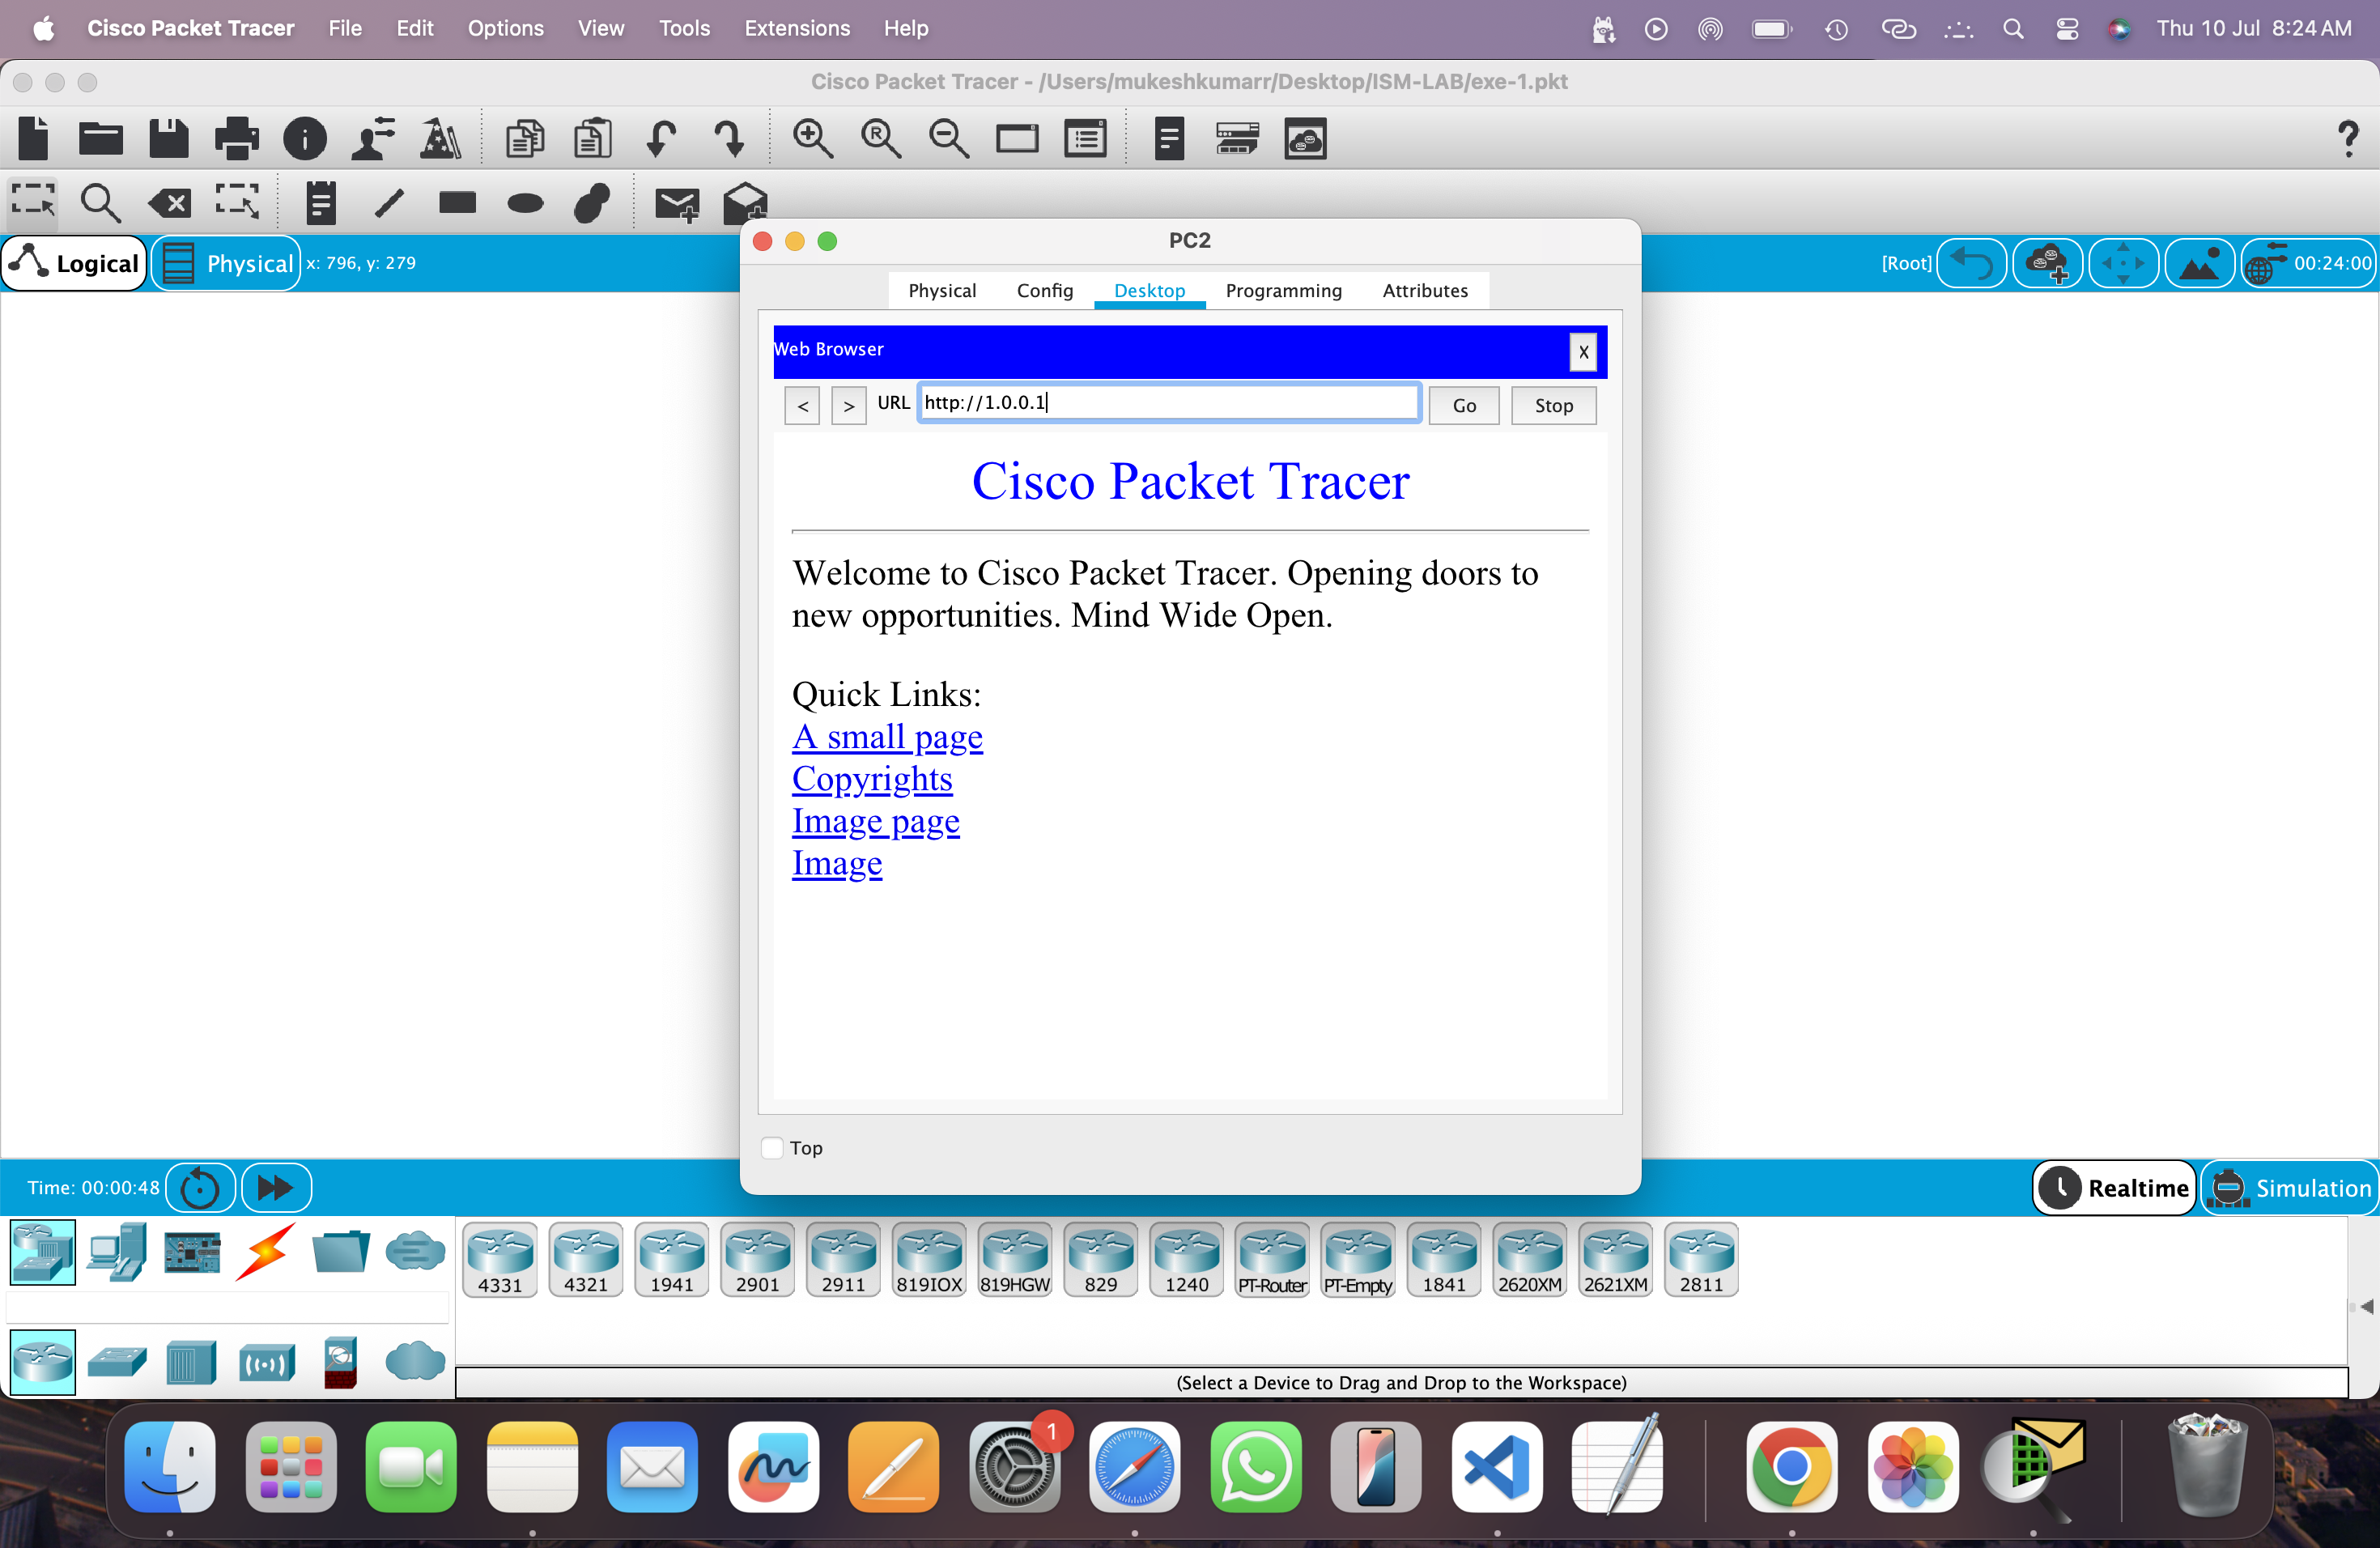 Cisco Packet Tracer File Edit Options View Tools Extensions Help Thu 10 Jul 8:24 AM
Cisco Packet Tracer - /Users/mukeshkumarr/Desktop/ISM-LAB/exe-1.pkt
Logical Physical x: 796, y: 279 [Root] 00:24:00
PC2
Physical Config Desktop Programming Attributes
Web Browser X
< > URL http://1.0.0.1 Go Stop
Cisco Packet Tracer
Welcome to Cisco Packet Tracer. Opening doors to
new opportunities. Mind Wide Open.
Quick Links:
A small page
Copyrights
Image page
Image
Top
Time: 00:00:48 Realtime Simulation
4331 4321 1941 2901 2911 819IOX 819HGW 829 1240 PT-Router PT-Empty 1841 2620XM 2621XM 2811
(Select a Device to Drag and Drop to the Workspace)
1